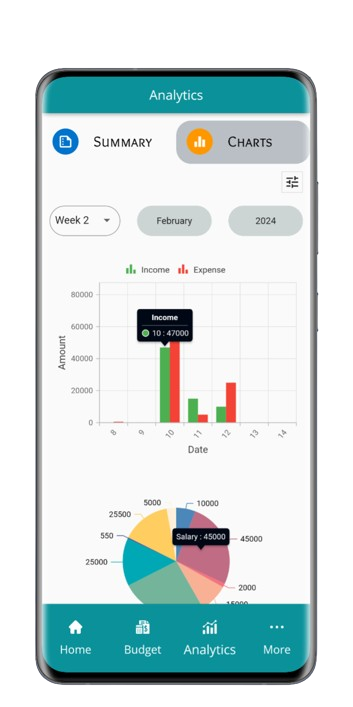 Analytics
Summary
Charts
Week 2
February
2024
Income Expense
80000
60000
40000
20000
0
Amount
Income
10 : 47000
8 9 10 11 12 13 14
Date
5000
10000
25500
Salary : 45000
45000
550
25000
2000
15000
Home Budget Analytics More